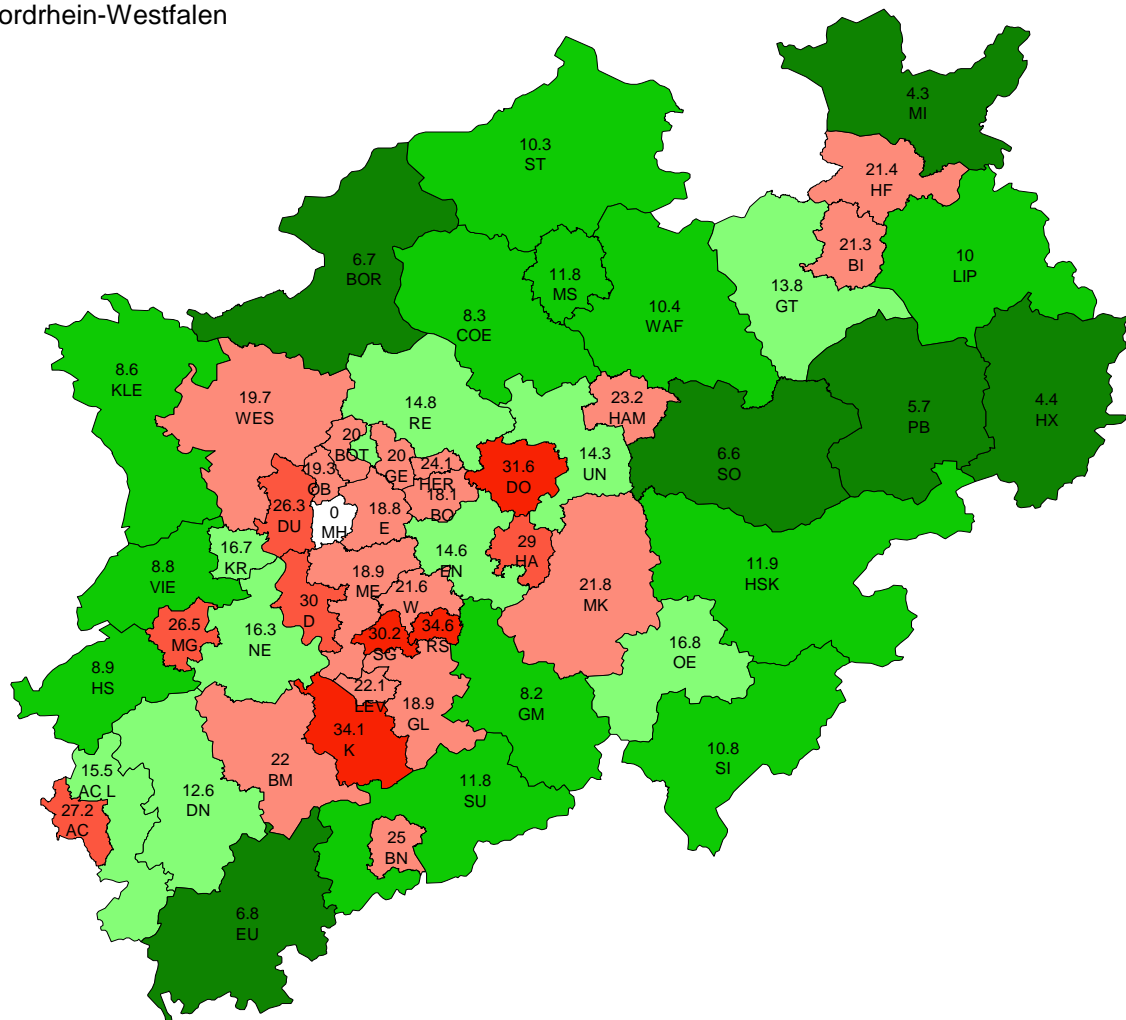 ordrhein-Westfalen
4.3
MI
10.3
ST
21.4
HF
21.3
BI
10
LIP
6.7
BOR
11.8
MS
13.8
GT
8.3
COE
10.4
WAF
8.6
KLE
19.7
WES
14.8
RE
23.2
HAM
5.7
PB
4.4
HX
20
BOT
20
GE
24.1
HER
31.6
DO
14.3
UN
6.6
SO
19.3
OB
18.1
BO
26.3
DU
0
MH
18.8
E
16.7
KR
14.6
EN
29
HA
8.8
VIE
18.9
ME
21.6
W
21.8
MK
11.9
HSK
30
D
26.5
MG
16.3
NE
30.2
SG
34.6
RS
16.8
OE
8.9
HS
22.1
LEV
18.9
GL
8.2
GM
34.1
K
10.8
SI
22
BM
15.5
AC L
12.6
DN
11.8
SU
27.2
AC
25
BN
6.8
EU